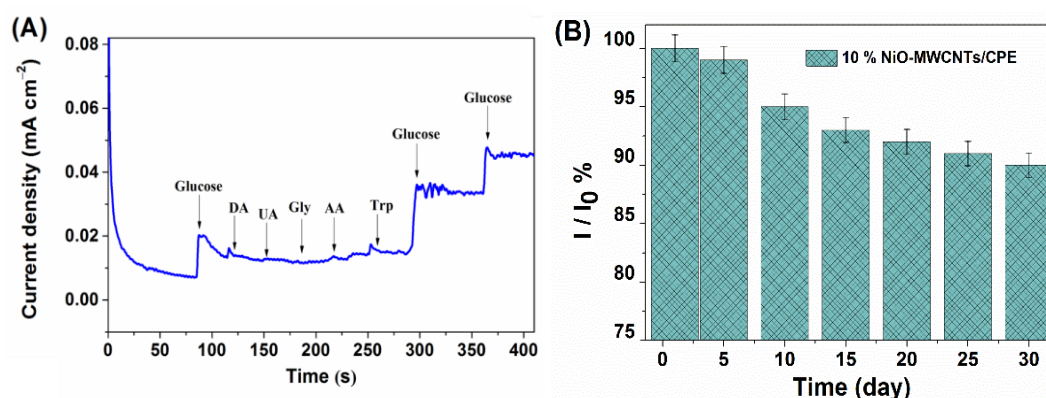 (A)
0.08
0.06
0.04
0.02
0.00
Current density (mA cm⁻²)
Glucose
DA
UA
Gly
AA
Trp
Glucose
Glucose
0
50
100
150
200
250
300
350
400
Time (s)
(B)
10 % NiO-MWCNTs/CPE
100
95
90
85
80
75
I / I₀ %
0
5
10
15
20
25
30
Time (day)